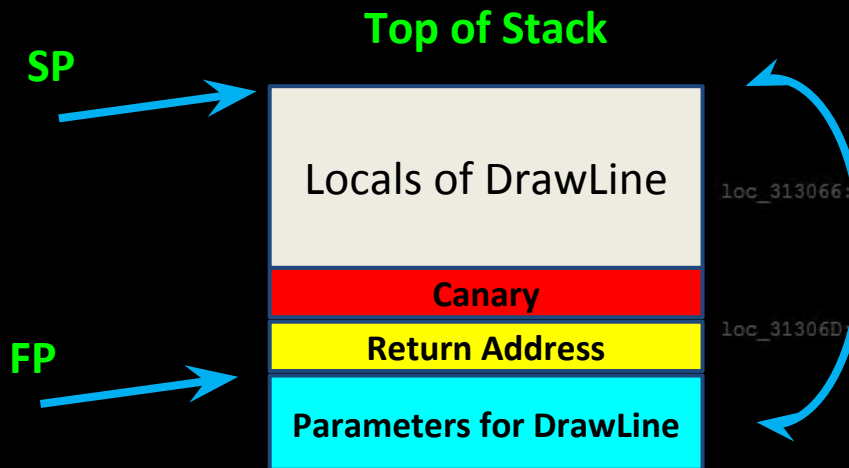 Top of Stack
SP
Locals of DrawLine
loc_313066:
Canary
loc_31306D:
Return Address
FP
Parameters for DrawLine